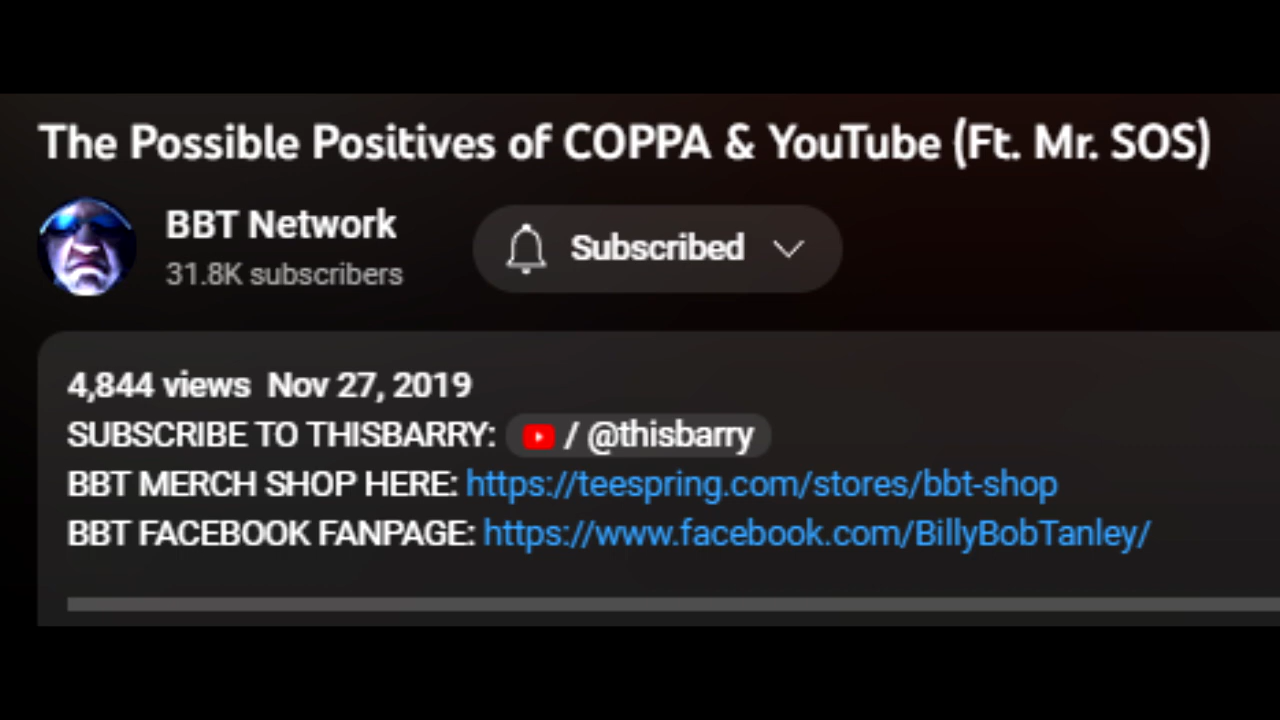 The Possible Positives of COPPA & YouTube (Ft. Mr. SOS)
BBT Network
31.8K subscribers
Subscribed
4,844 views Nov 27, 2019
SUBSCRIBE TO THISBARRY: / @thisbarry
BBT MERCH SHOP HERE: https://teespring.com/stores/bbt-shop
BBT FACEBOOK FANPAGE: https://www.facebook.com/BillyBobTanley/